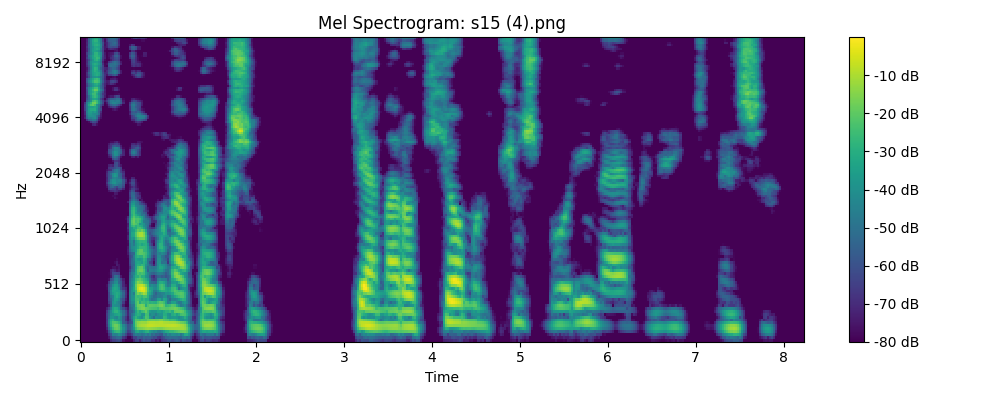 Mel Spectrogram: s15 (4).png
8192
4096
2048
1024
512
0
Hz
0 1 2 3 4 5 6 7 8
Time
-10 dB
-20 dB
-30 dB
-40 dB
-50 dB
-60 dB
-70 dB
-80 dB